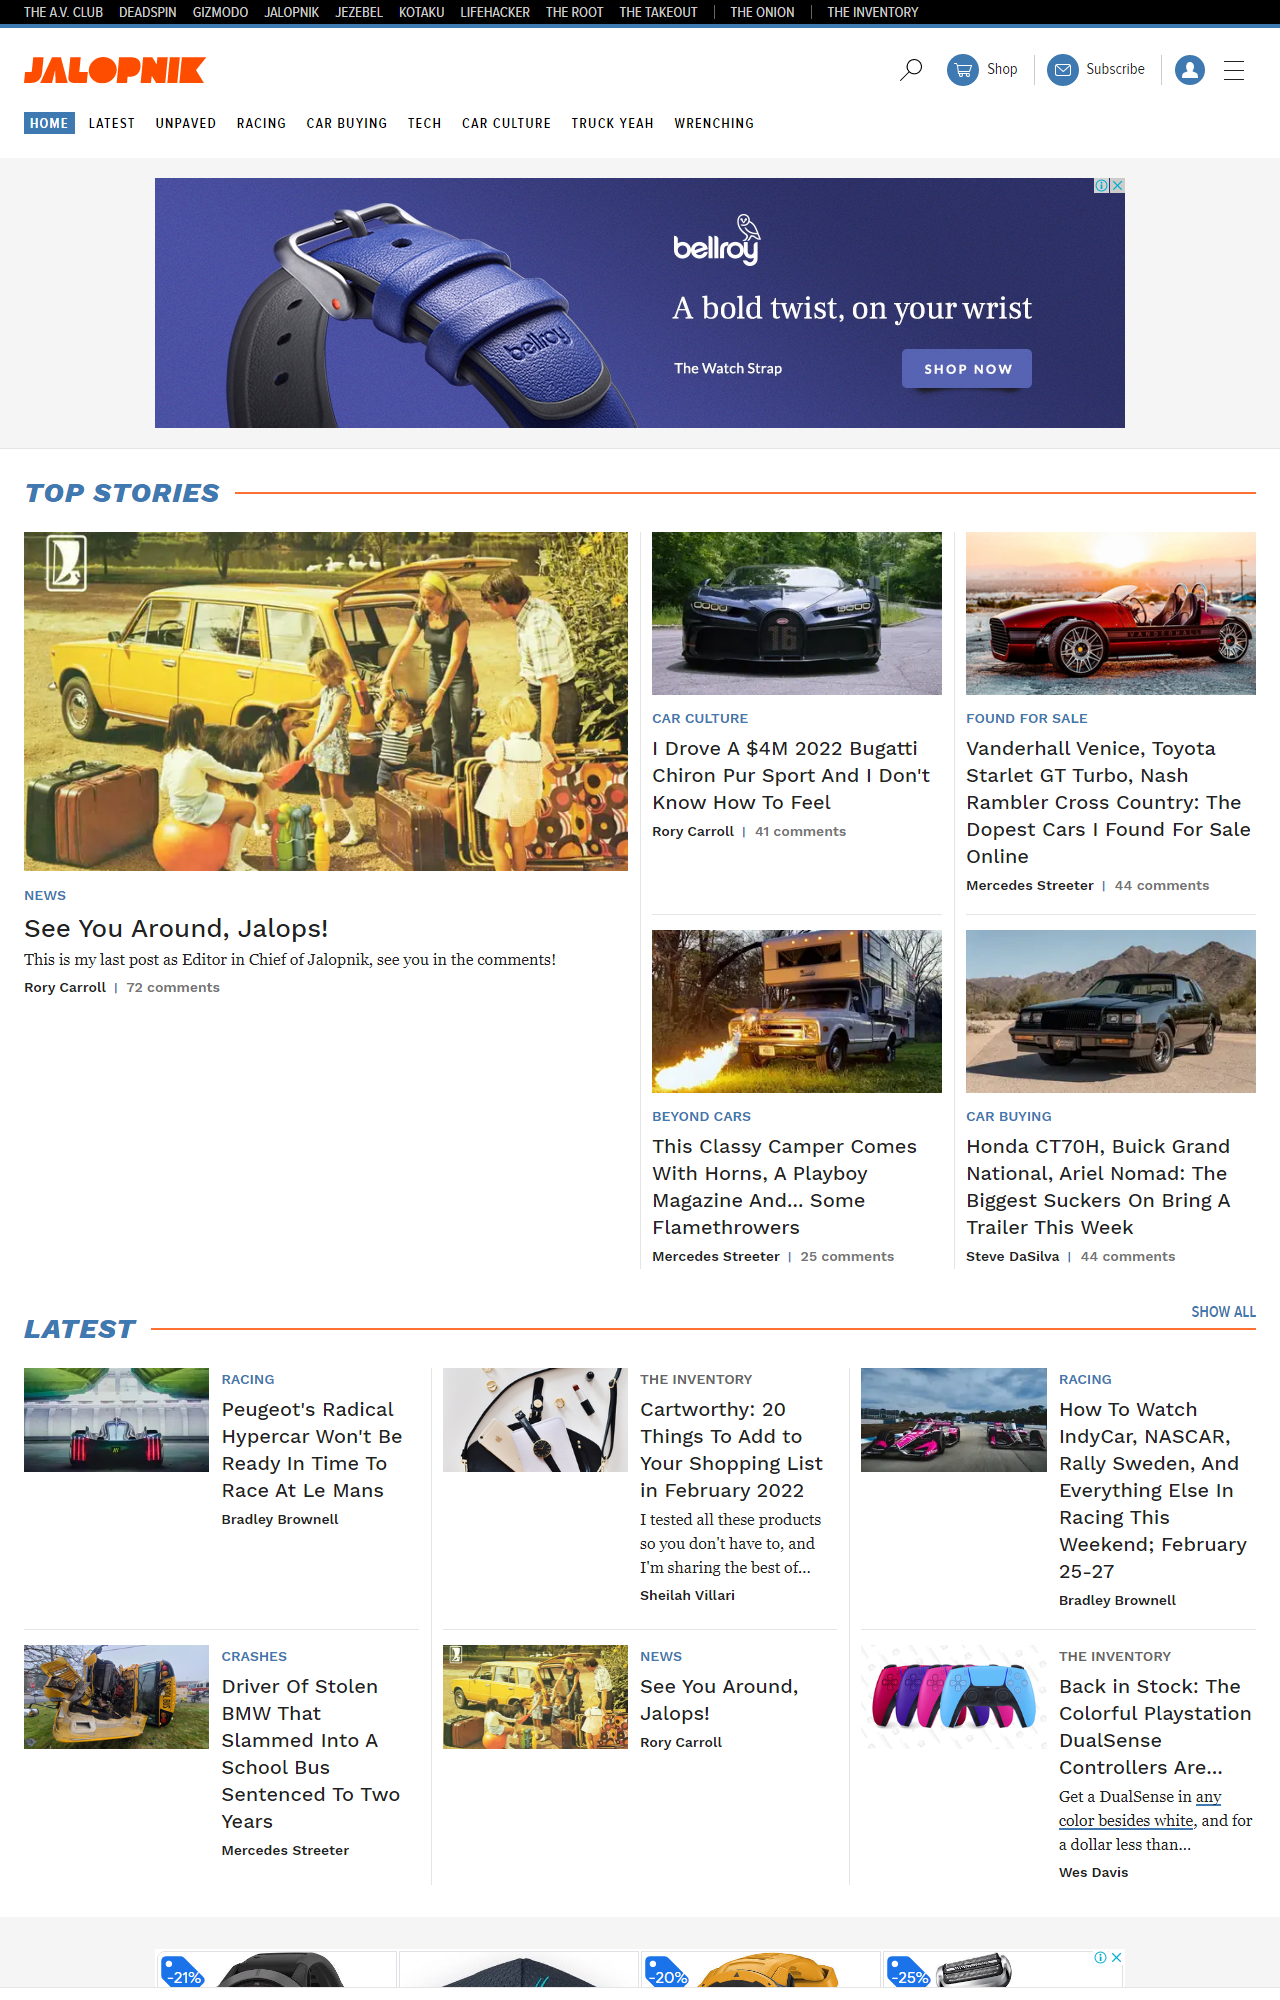 THE A.V. CLUB DEADSPIN GIZMODO JALOPNIK JEZEBEL KOTAKU LIFEHACKER THE ROOT THE TAKEOUT THE ONION THE INVENTORY
JALOPNIK
Shop
Subscribe
HOME LATEST UNPAVED RACING CAR BUYING TECH CAR CULTURE TRUCK YEAH WRENCHING
bellroy
bellroy
A bold twist, on your wrist
The Watch Strap
SHOP NOW
TOP STORIES
NEWS
See You Around, Jalops!
This is my last post as Editor in Chief of Jalopnik, see you in the comments!
Rory Carroll | 72 comments
16
CAR CULTURE
I Drove A $4M 2022 Bugatti
Chiron Pur Sport And I Don't
Know How To Feel
Rory Carroll | 41 comments
VANDERHALL
FOUND FOR SALE
Vanderhall Venice, Toyota
Starlet GT Turbo, Nash
Rambler Cross Country: The
Dopest Cars I Found For Sale
Online
Mercedes Streeter | 44 comments
BEYOND CARS
This Classy Camper Comes
With Horns, A Playboy
Magazine And... Some
Flamethrowers
Mercedes Streeter | 25 comments
CAR BUYING
Honda CT70H, Buick Grand
National, Ariel Nomad: The
Biggest Suckers On Bring A
Trailer This Week
Steve DaSilva | 44 comments
LATEST
SHOW ALL
RACING
Peugeot's Radical
Hypercar Won't Be
Ready In Time To
Race At Le Mans
Bradley Brownell
THE INVENTORY
Cartworthy: 20
Things To Add to
Your Shopping List
in February 2022
I tested all these products
so you don't have to, and
I'm sharing the best of...
Sheilah Villari
RACING
How To Watch
IndyCar, NASCAR,
Rally Sweden, And
Everything Else In
Racing This
Weekend; February
25-27
Bradley Brownell
CRASHES
Driver Of Stolen
BMW That
Slammed Into A
School Bus
Sentenced To Two
Years
Mercedes Streeter
NEWS
See You Around,
Jalops!
Rory Carroll
THE INVENTORY
Back in Stock: The
Colorful Playstation
DualSense
Controllers Are...
Get a DualSense in any
color besides white, and for
a dollar less than...
Wes Davis
-21%
-20%
-25%